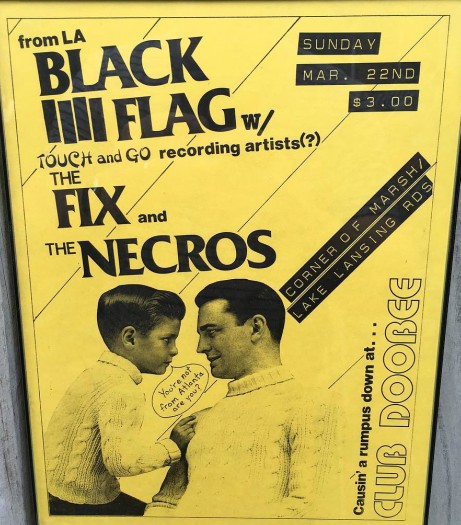 from LA
BLACK
FLAG w/
TOUCH and GO recording artists(?)
THE
FIX and
THE NECROS
SUNDAY
MAR. 22ND
$3.00
CORNER OF MARSH/
LAKE LANSING RDS
You're not
from Atlanta
are you?
Causin' a rumpus down at...
CLUB DOOBEE